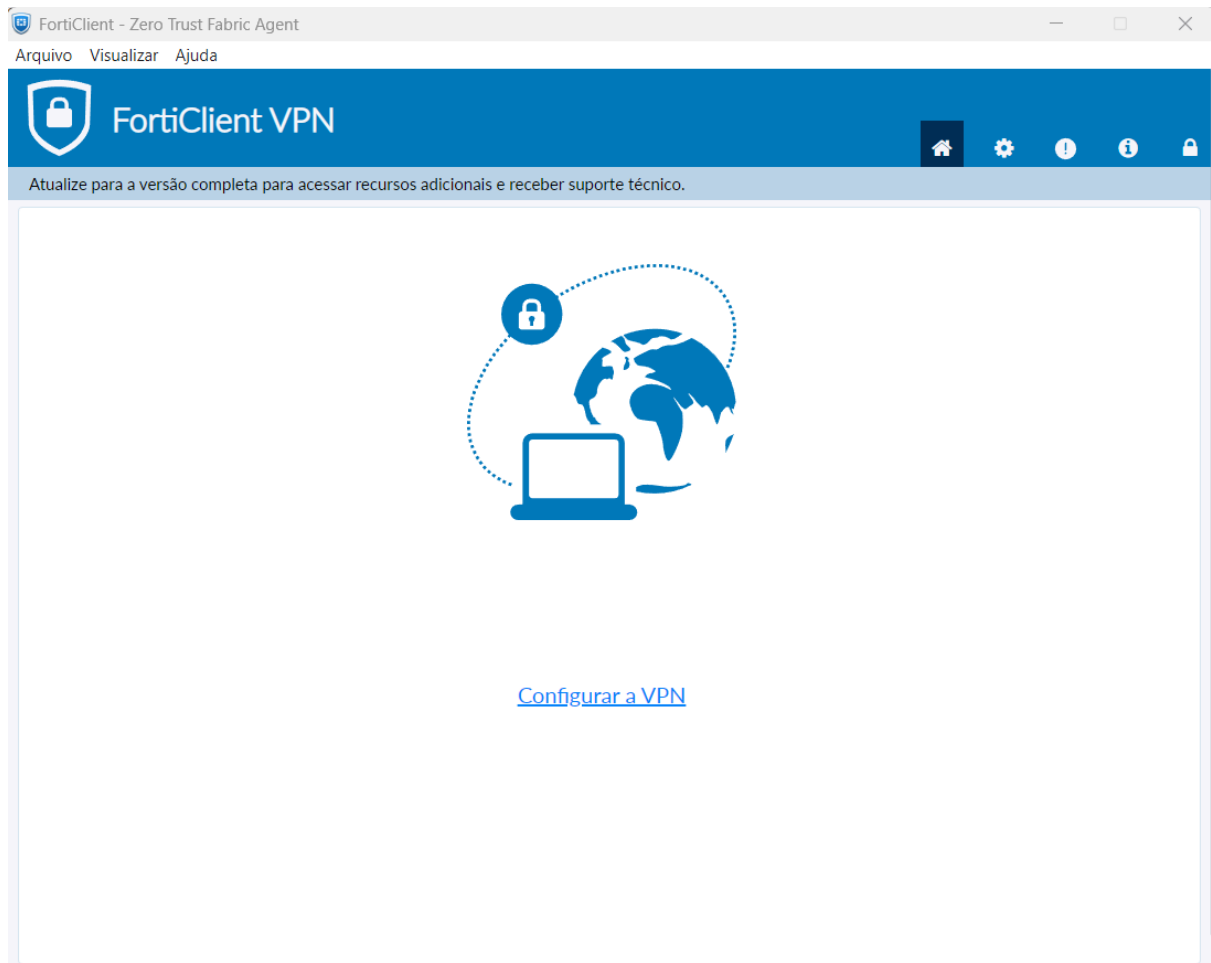 FortiClient - Zero Trust Fabric Agent
Arquivo Visualizar Ajuda
FortiClient VPN
Atualize para a versão completa para acessar recursos adicionais e receber suporte técnico.
Configurar a VPN